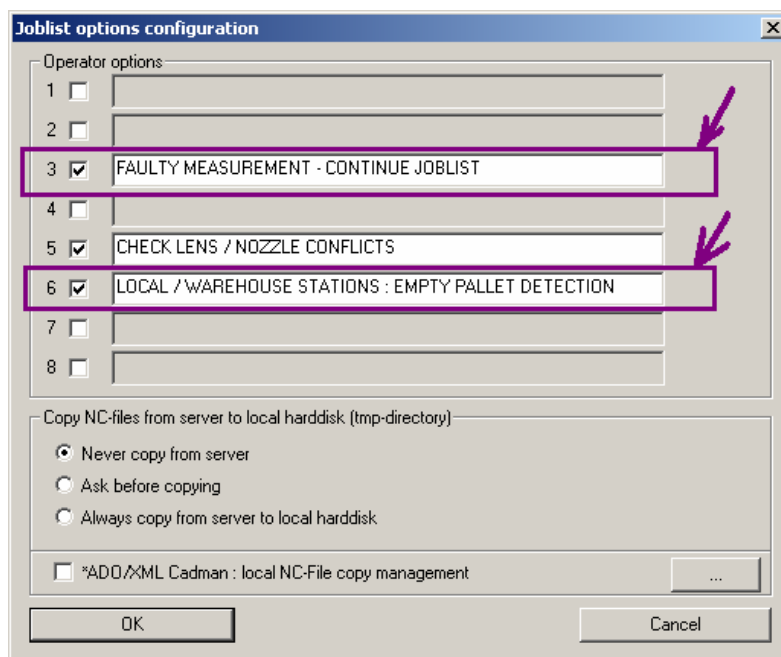 Joblist options configuration
Operator options
1
2
3 FAULTY MEASUREMENT - CONTINUE JOBLIST
4
5 CHECK LENS / NOZZLE CONFLICTS
6 LOCAL / WAREHOUSE STATIONS : EMPTY PALLET DETECTION
7
8
Copy NC-files from server to local harddisk (tmp-directory)
Never copy from server
Ask before copying
Always copy from server to local harddisk
*ADO/XML Cadman : local NC-File copy management ...
OK Cancel